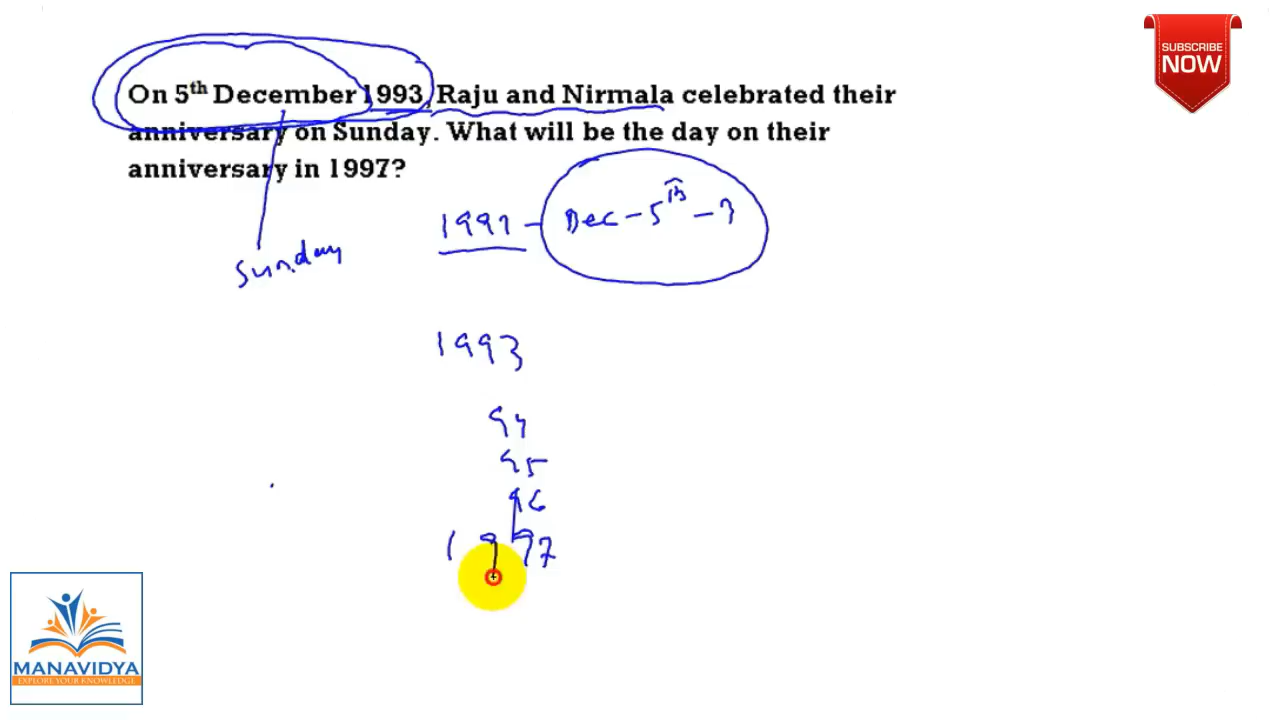 SUBSCRIBE
NOW
On 5th December 1993, Raju and Nirmala celebrated their
anniversary on Sunday. What will be the day on their
anniversary in 1997?
1997 - Dec - 5th - ?
Sunday
1993
94
95
96
1997
MANAVIDYA
EXPLORE YOUR KNOWLEDGE